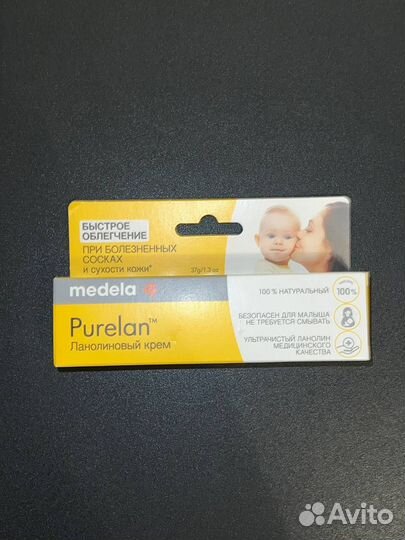 БЫСТРОЕ
ОБЛЕГЧЕНИЕ
ПРИ БОЛЕЗНЕННЫХ
СОСКАХ
И СУХОСТИ КОЖИ*
37g/1.3 oz
medela
Purelan™
Ланолиновый крем
100 % НАТУРАЛЬНЫЙ
100%
БЕЗОПАСЕН ДЛЯ МАЛЫША
НЕ ТРЕБУЕТСЯ СМЫВАТЬ
УЛЬТРАЧИСТЫЙ ЛАНОЛИН
МЕДИЦИНСКОГО
КАЧЕСТВА
Avito